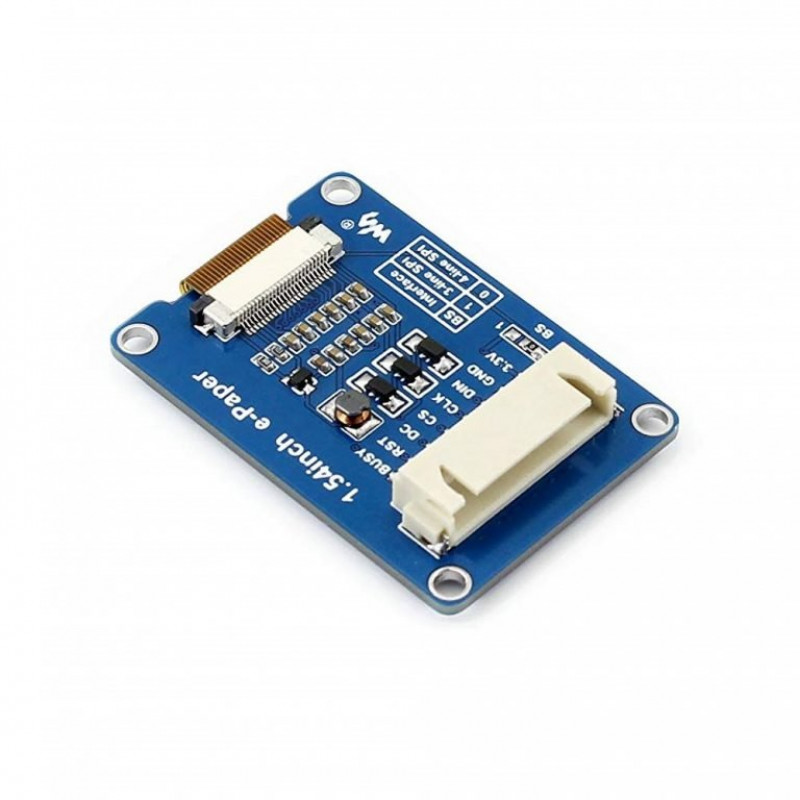 WS ®
BS Interface
1 3-line SPI
0 4-line SPI
BS
1
3.3V
GND
DIN
CLK
CS
DC
RST
BUSY
1.54inch e-Paper